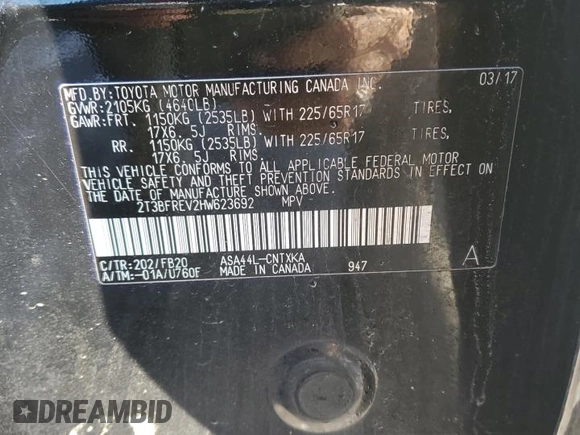 MFD.BY:TOYOTA MOTOR MANUFACTURING CANADA INC. 03/17
GVWR:2105KG (4640LB)
GAWR:FRT. 1150KG (2535LB) WITH 225/65R17 TIRES,
17X6. 5J RIMS.
RR. 1150KG (2535LB) WITH 225/65R17 TIRES,
17X6. 5J RIMS.
THIS VEHICLE CONFORMS TO ALL APPLICABLE FEDERAL MOTOR
VEHICLE SAFETY AND THEFT PREVENTION STANDARDS IN EFFECT ON
THE DATE OF MANUFACTURE SHOWN ABOVE.
2T3BFREV2HW623692 MPV
C/TR:202/FB20 ASA44L-CNTXKA A
A/TM:-01A/U760F MADE IN CANADA 947
DREAMBID